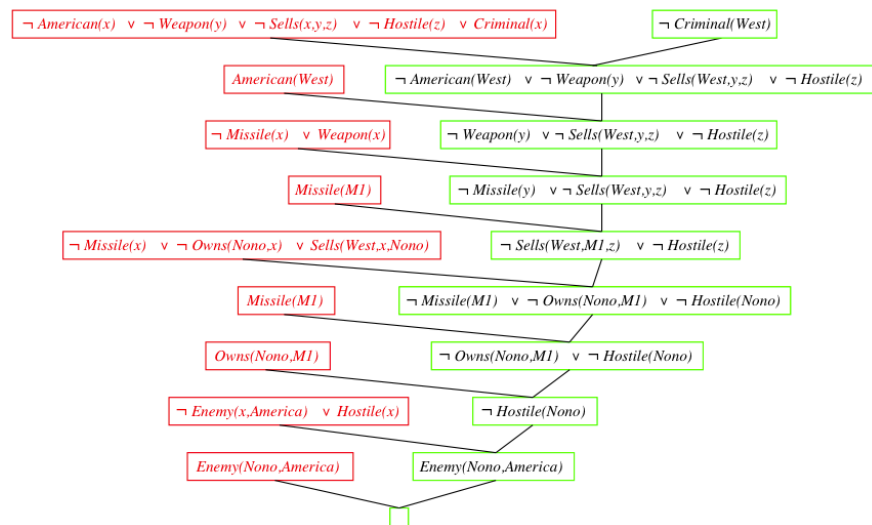 ¬ American(x) ∨ ¬ Weapon(y) ∨ ¬ Sells(x,y,z) ∨ ¬ Hostile(z) ∨ Criminal(x)
¬ Criminal(West)
American(West)
¬ American(West) ∨ ¬ Weapon(y) ∨ ¬ Sells(West,y,z) ∨ ¬ Hostile(z)
¬ Missile(x) ∨ Weapon(x)
¬ Weapon(y) ∨ ¬ Sells(West,y,z) ∨ ¬ Hostile(z)
Missile(M1)
¬ Missile(y) ∨ ¬ Sells(West,y,z) ∨ ¬ Hostile(z)
¬ Missile(x) ∨ ¬ Owns(Nono,x) ∨ Sells(West,x,Nono)
¬ Sells(West,M1,z) ∨ ¬ Hostile(z)
Missile(M1)
¬ Missile(M1) ∨ ¬ Owns(Nono,M1) ∨ ¬ Hostile(Nono)
Owns(Nono,M1)
¬ Owns(Nono,M1) ∨ ¬ Hostile(Nono)
¬ Enemy(x,America) ∨ Hostile(x)
¬ Hostile(Nono)
Enemy(Nono,America)
Enemy(Nono,America)